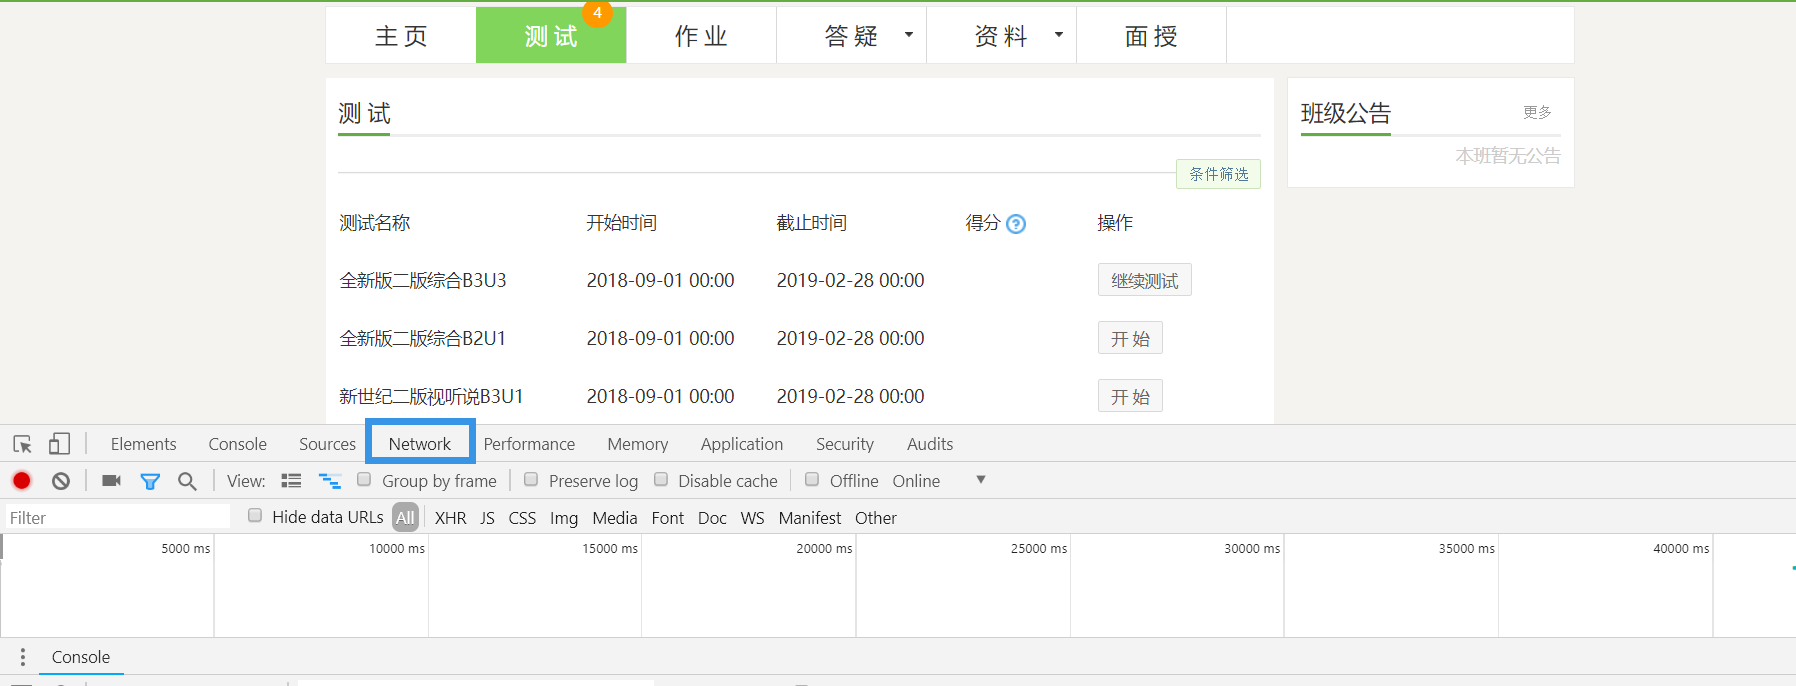 4
主页 测试 作业 答疑 资料 面授
测试
班级公告 更多
本班暂无公告
条件筛选
测试名称 开始时间 截止时间 得分 ? 操作
全新版二版综合B3U3 2018-09-01 00:00 2019-02-28 00:00 继续测试
全新版二版综合B2U1 2018-09-01 00:00 2019-02-28 00:00 开始
新世纪二版视听说B3U1 2018-09-01 00:00 2019-02-28 00:00 开始
Elements Console Sources Network Performance Memory Application Security Audits
View: Group by frame Preserve log Disable cache Offline Online
Filter Hide data URLs All XHR JS CSS Img Media Font Doc WS Manifest Other
5000 ms 10000 ms 15000 ms 20000 ms 25000 ms 30000 ms 35000 ms 40000 ms
Console